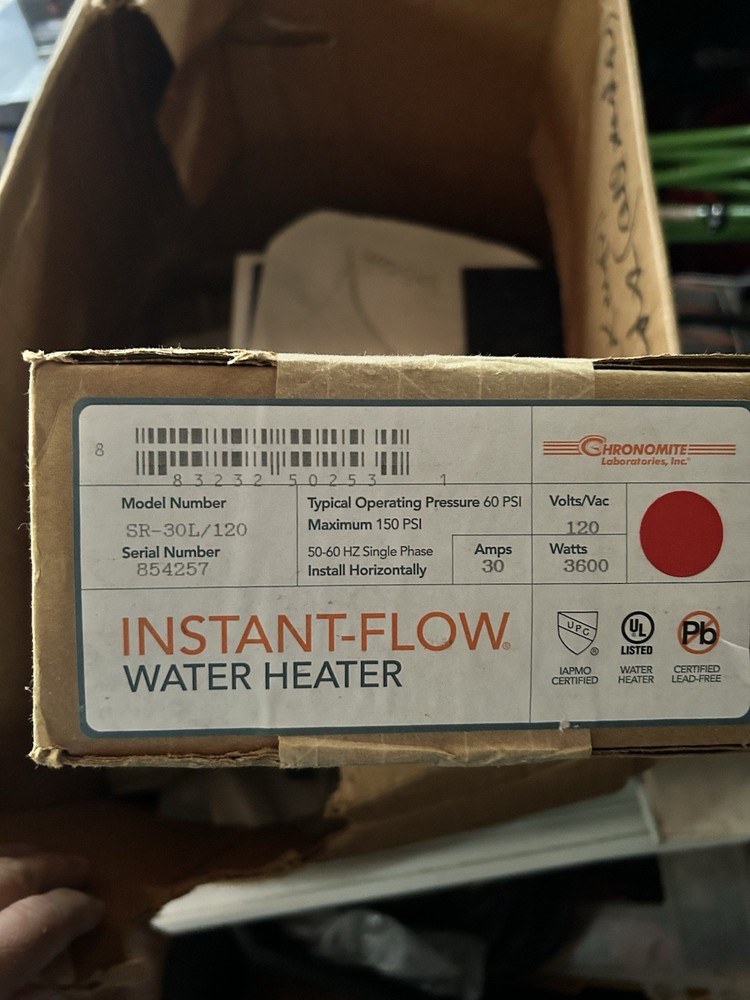 8
83232 50253 1
CHRONOMITE
Laboratories, Inc.®
Model Number
SR-30L/120
Serial Number
854257
Typical Operating Pressure 60 PSI
Maximum 150 PSI
50-60 HZ Single Phase
Install Horizontally
Amps
30
Volts/Vac
120
Watts
3600
INSTANT-FLOW®
WATER HEATER
UPC
®
IAPMO
CERTIFIED
UL
LISTED
WATER
HEATER
Pb
CERTIFIED
LEAD-FREE